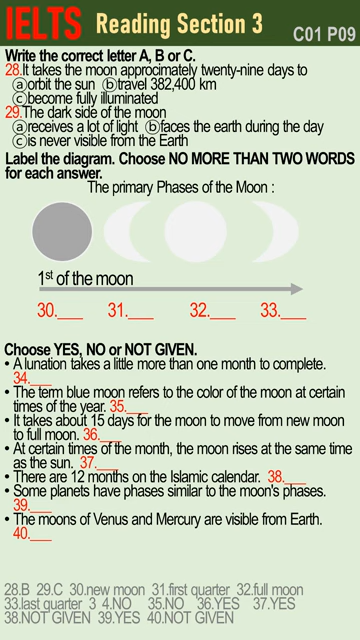 IELTS Reading Section 3 C01 P09
Write the correct letter A, B or C.
28.It takes the moon approcimately twenty-nine days to
ⓐorbit the sun ⓑtravel 382,400 km
ⓒbecome fully illuminated
29.The dark side of the moon
ⓐreceives a lot of light ⓑfaces the earth during the day
ⓒis never visible from the Earth
Label the diagram. Choose NO MORE THAN TWO WORDS
for each answer.
The primary Phases of the Moon :
1st of the moon
30.___ 31.___ 32.___ 33.___
Choose YES, NO or NOT GIVEN.
• A lunation takes a little more than one month to complete.
34.___
• The term blue moon refers to the color of the moon at certain
times of the year. 35.___
• It takes about 15 days for the moon to move from new moon
to full moon. 36.___
• At certain times of the month, the moon rises at the same time
as the sun. 37.___
• There are 12 months on the Islamic calendar. 38.___
• Some planets have phases similar to the moon's phases.
39.___
• The moons of Venus and Mercury are visible from Earth.
40.___
28.B 29.C 30.new moon 31.first quarter 32.full moon
33.last quarter 3 4.NO 35.NO 36.YES 37.YES
38.NOT GIVEN 39.YES 40.NOT GIVEN